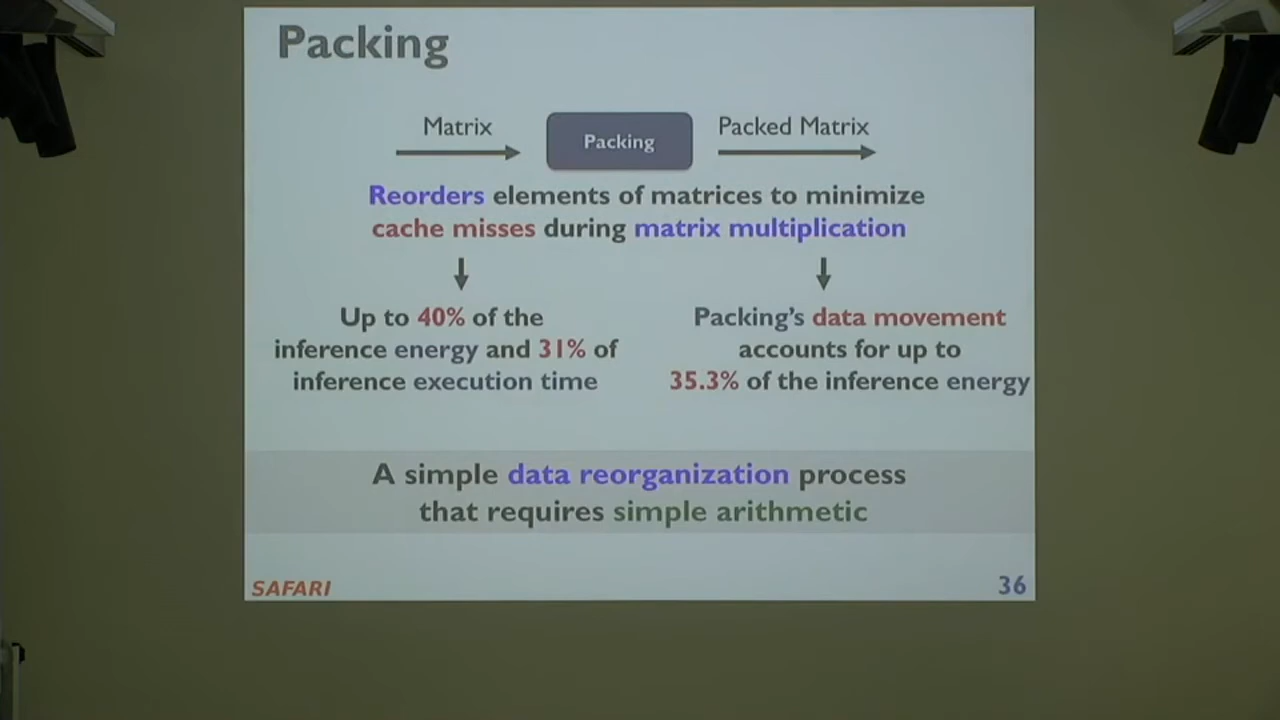 Packing
Matrix
Packing
Packed Matrix
Reorders elements of matrices to minimize
cache misses during matrix multiplication
Up to 40% of the
inference energy and 31% of
inference execution time
Packing's data movement
accounts for up to
35.3% of the inference energy
A simple data reorganization process
that requires simple arithmetic
SAFARI
36